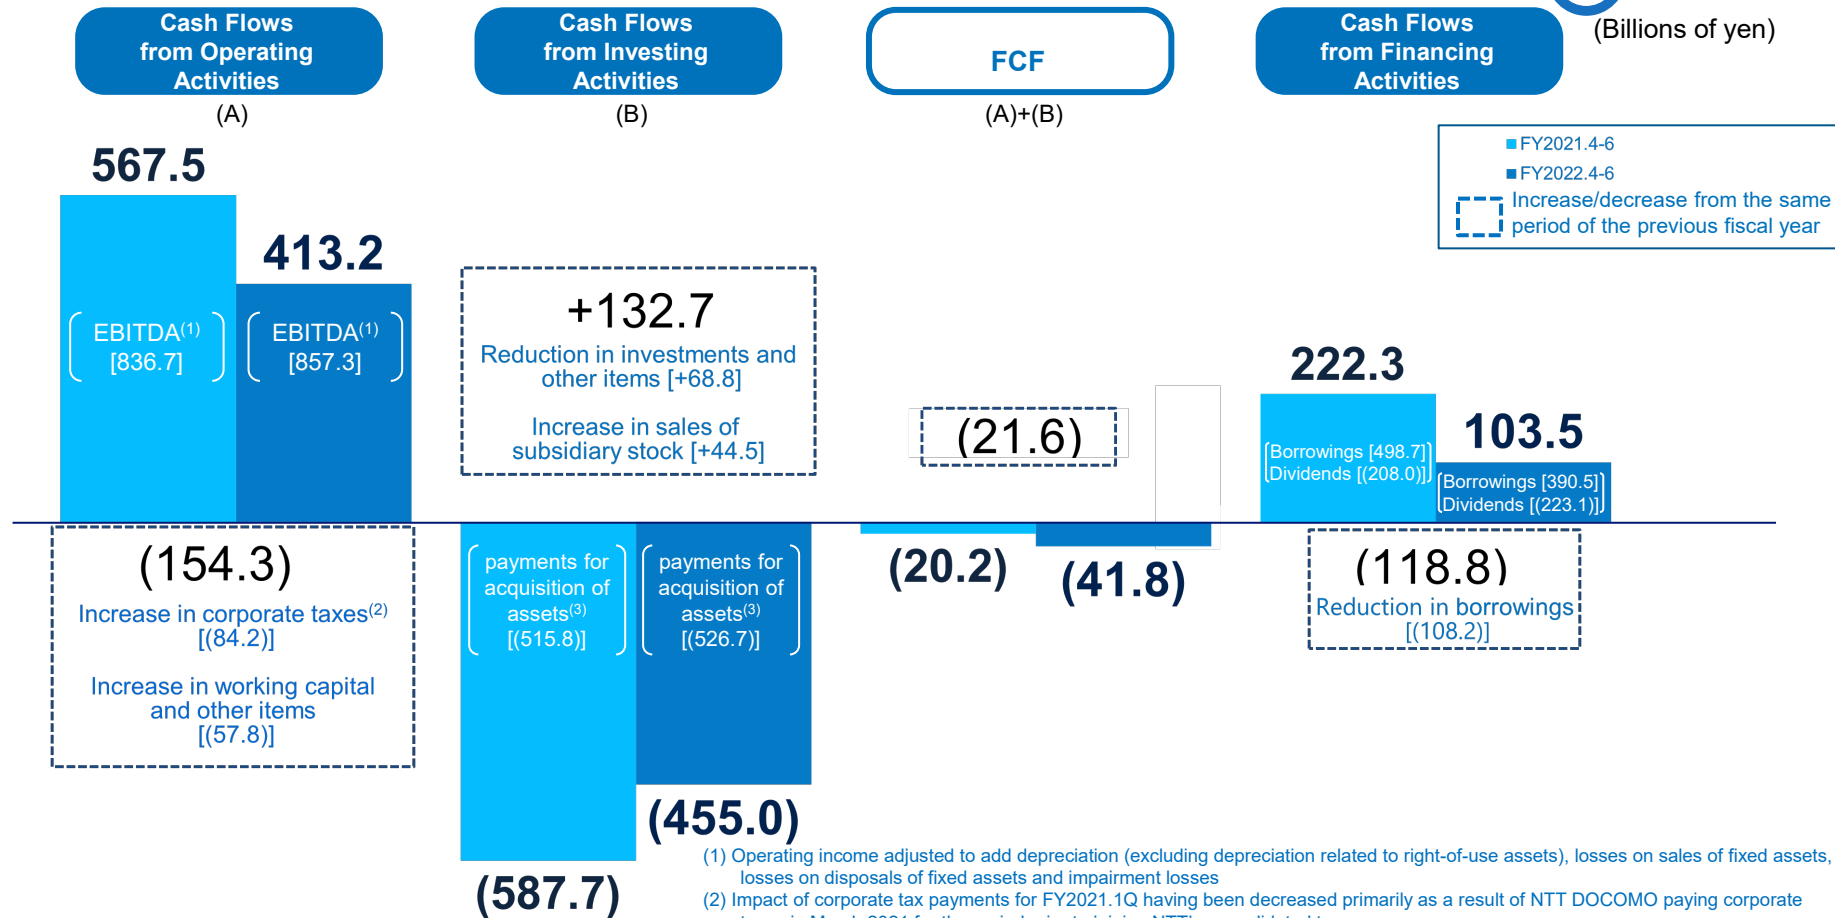 Cash Flows
from Operating
Activities
(A)
Cash Flows
from Investing
Activities
(B)
FCF
(A)+(B)
Cash Flows
from Financing
Activities
(Billions of yen)
FY2021.4-6
FY2022.4-6
Increase/decrease from the same
period of the previous fiscal year
567.5
413.2
EBITDA(1)
[836.7]
EBITDA(1)
[857.3]
(154.3)
Increase in corporate taxes(2)
[(84.2)]
Increase in working capital
and other items
[(57.8)]
+132.7
Reduction in investments and
other items [+68.8]
Increase in sales of
subsidiary stock [+44.5]
payments for
acquisition of
assets(3)
[(515.8)]
payments for
acquisition of
assets(3)
[(526.7)]
(587.7)
(455.0)
(21.6)
(20.2)
(41.8)
222.3
103.5
Borrowings [498.7]
Dividends [(208.0)]
Borrowings [390.5]
Dividends [(223.1)]
(118.8)
Reduction in borrowings
[(108.2)]
(1) Operating income adjusted to add depreciation (excluding depreciation related to right-of-use assets), losses on sales of fixed assets,
losses on disposals of fixed assets and impairment losses
(2) Impact of corporate tax payments for FY2021.1Q having been decreased primarily as a result of NTT DOCOMO paying corporate